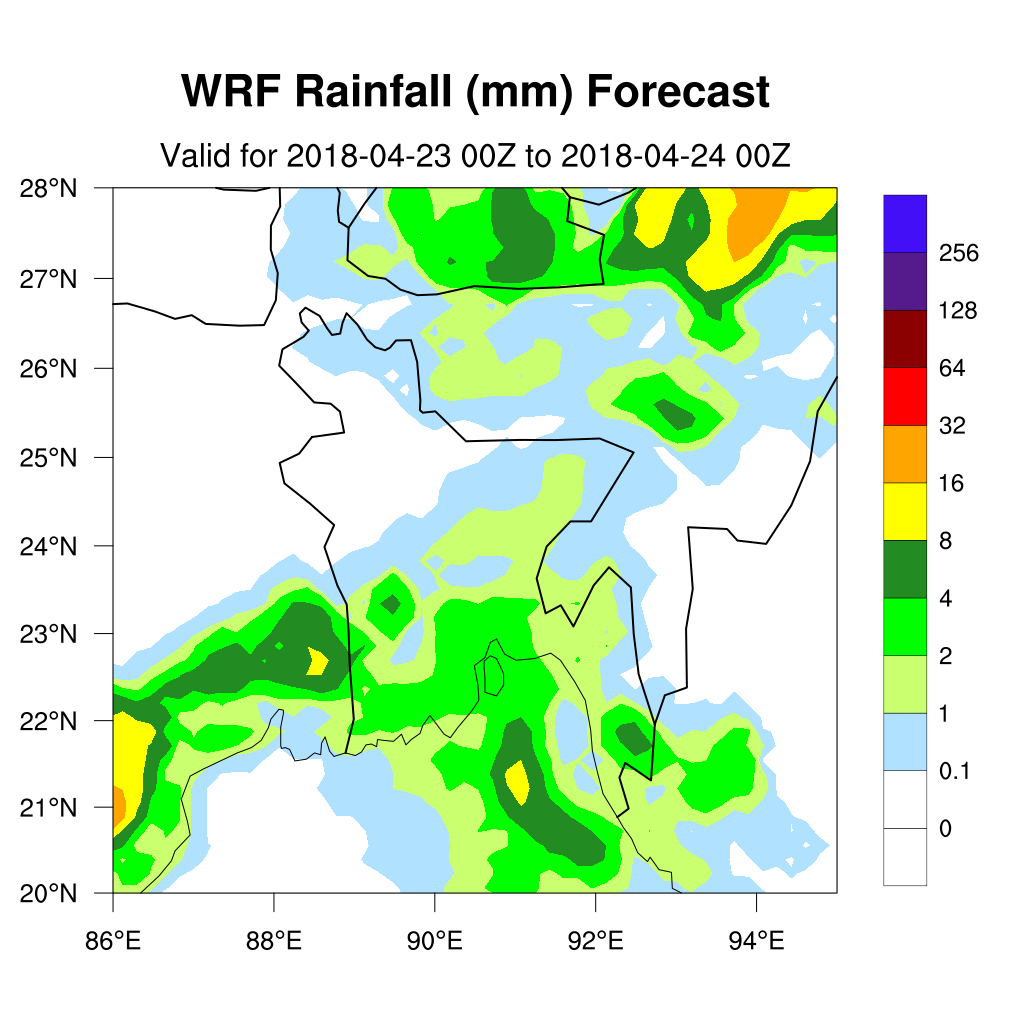 WRF Rainfall (mm) Forecast
Valid for 2018-04-23 00Z to 2018-04-24 00Z
28°N
27°N
26°N
25°N
24°N
23°N
22°N
21°N
20°N
86°E 88°E 90°E 92°E 94°E
256
128
64
32
16
8
4
2
1
0.1
0